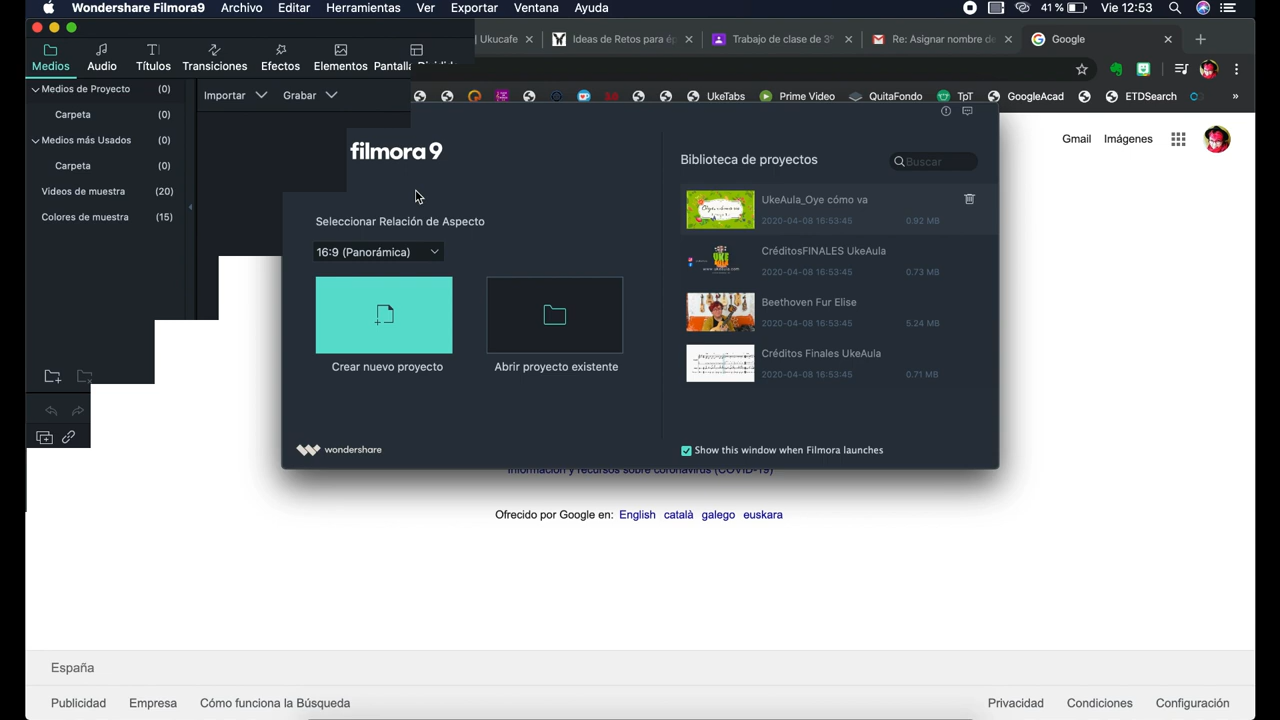 Wondershare Filmora9 Archivo Editar Herramientas Ver Exportar Ventana Ayuda 41 % Vie 12:53
Ukucafe Ideas de Retos para ép Trabajo de clase de 3º Re: Asignar nombre de Google
Medios Audio Títulos Transiciones Efectos Elementos Pantalla Dividida
UkeTabs Prime Video QuitaFondo TpT GoogleAcad ETDSearch »
Medios de Proyecto (0) Importar Grabar
Carpeta (0)
Medios más Usados (0)
Carpeta (0)
Videos de muestra (20)
Colores de muestra (15)
Gmail Imágenes
filmora9
Seleccionar Relación de Aspecto
16:9 (Panorámica)
Crear nuevo proyecto Abrir proyecto existente
wondershare
Biblioteca de proyectos Buscar
UkeAula_Oye cómo va
2020-04-08 16:53:45 0.92 MB
CréditosFINALES UkeAula
2020-04-08 16:53:45 0.73 MB
Beethoven Fur Elise
2020-04-08 16:53:45 5.24 MB
Créditos Finales UkeAula
2020-04-08 16:53:45 0.71 MB
Show this window when Filmora launches
Información y recursos sobre coronavirus (COVID-19)
Ofrecido por Google en: English català galego euskara
España
Publicidad Empresa Cómo funciona la Búsqueda Privacidad Condiciones Configuración